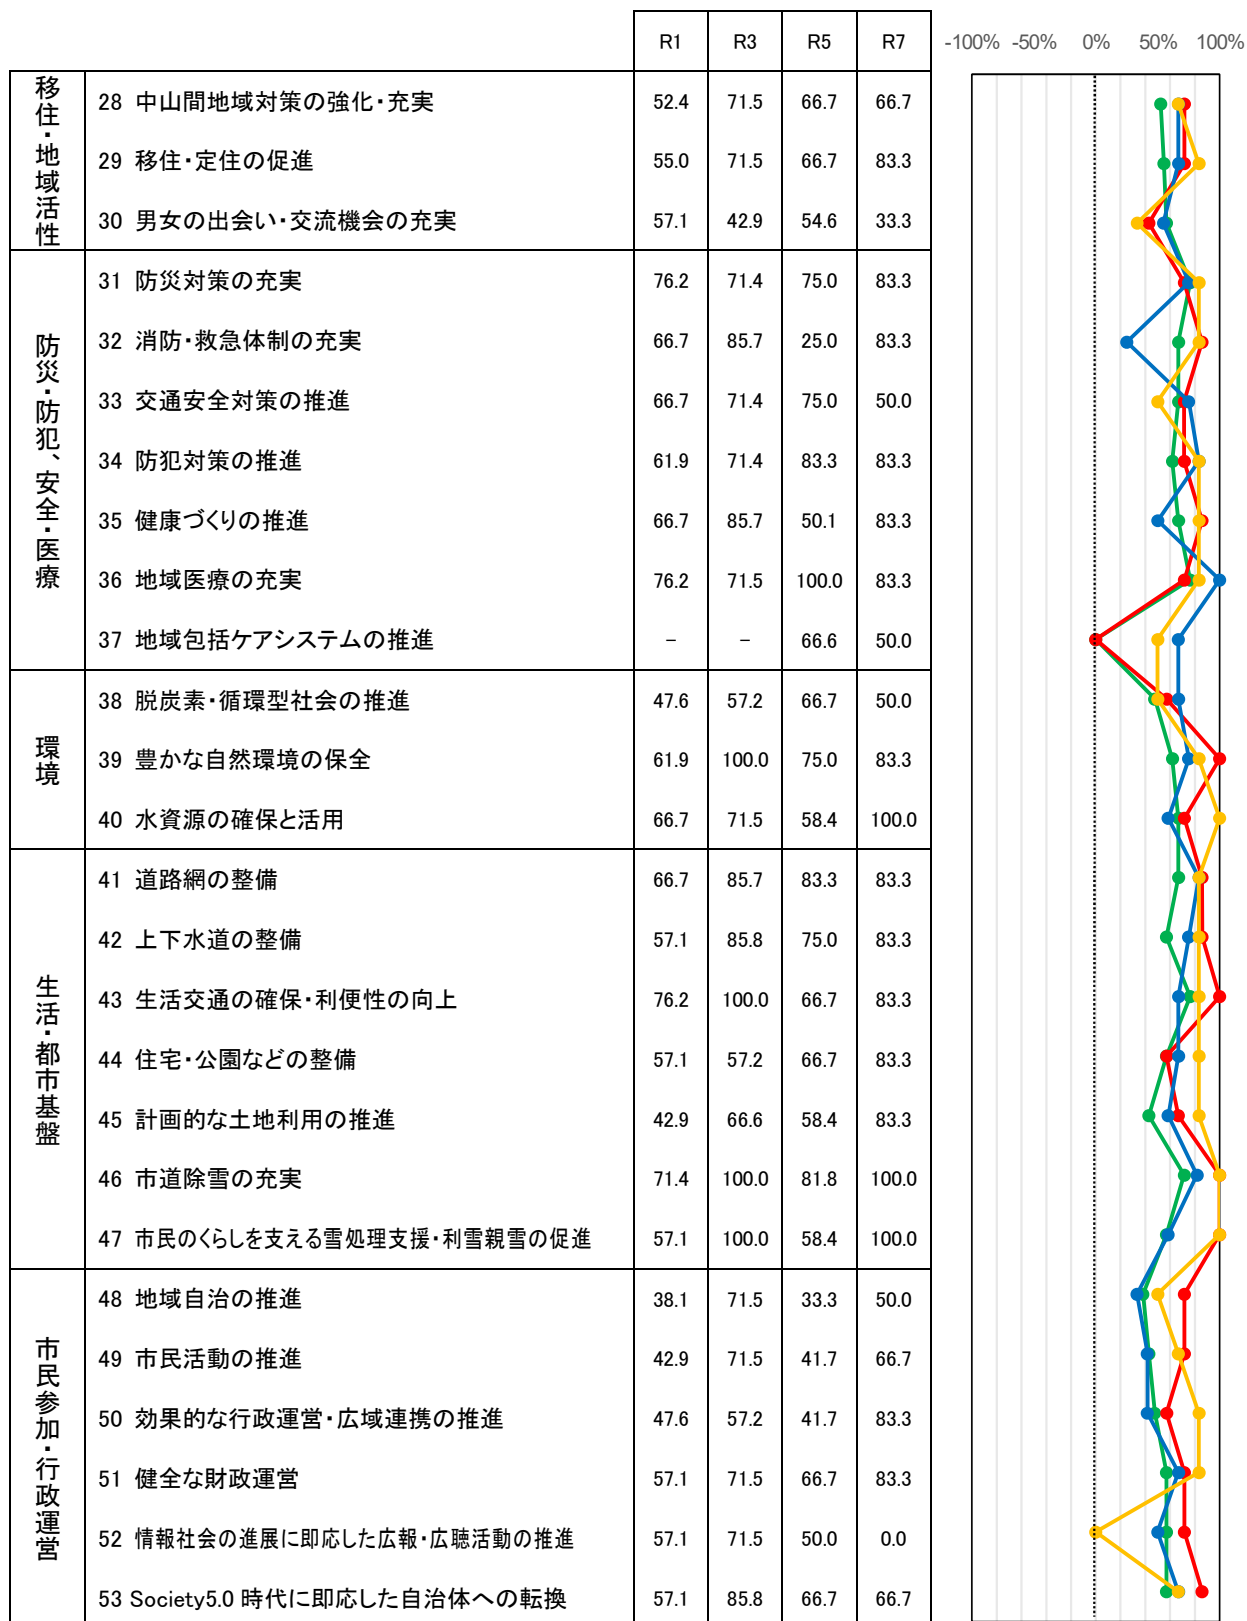 R1 R3 R5 R7 -100% -50% 0% 50% 100%
移住・地域活性
28 中山間地域対策の強化・充実 52.4 71.5 66.7 66.7
29 移住・定住の促進 55.0 71.5 66.7 83.3
30 男女の出会い・交流機会の充実 57.1 42.9 54.6 33.3
防災・防犯、安全・医療
31 防災対策の充実 76.2 71.4 75.0 83.3
32 消防・救急体制の充実 66.7 85.7 25.0 83.3
33 交通安全対策の推進 66.7 71.4 75.0 50.0
34 防犯対策の推進 61.9 71.4 83.3 83.3
35 健康づくりの推進 66.7 85.7 50.1 83.3
36 地域医療の充実 76.2 71.5 100.0 83.3
37 地域包括ケアシステムの推進 － － 66.6 50.0
環境
38 脱炭素・循環型社会の推進 47.6 57.2 66.7 50.0
39 豊かな自然環境の保全 61.9 100.0 75.0 83.3
40 水資源の確保と活用 66.7 71.5 58.4 100.0
生活・都市基盤
41 道路網の整備 66.7 85.7 83.3 83.3
42 上下水道の整備 57.1 85.8 75.0 83.3
43 生活交通の確保・利便性の向上 76.2 100.0 66.7 83.3
44 住宅・公園などの整備 57.1 57.2 66.7 83.3
45 計画的な土地利用の推進 42.9 66.6 58.4 83.3
46 市道除雪の充実 71.4 100.0 81.8 100.0
47 市民のくらしを支える雪処理支援・利雪親雪の促進 57.1 100.0 58.4 100.0
市民参加・行政運営
48 地域自治の推進 38.1 71.5 33.3 50.0
49 市民活動の推進 42.9 71.5 41.7 66.7
50 効果的な行政運営・広域連携の推進 47.6 57.2 41.7 83.3
51 健全な財政運営 57.1 71.5 66.7 83.3
52 情報社会の進展に即応した広報・広聴活動の推進 57.1 71.5 50.0 0.0
53 Society5.0 時代に即応した自治体への転換 57.1 85.8 66.7 66.7